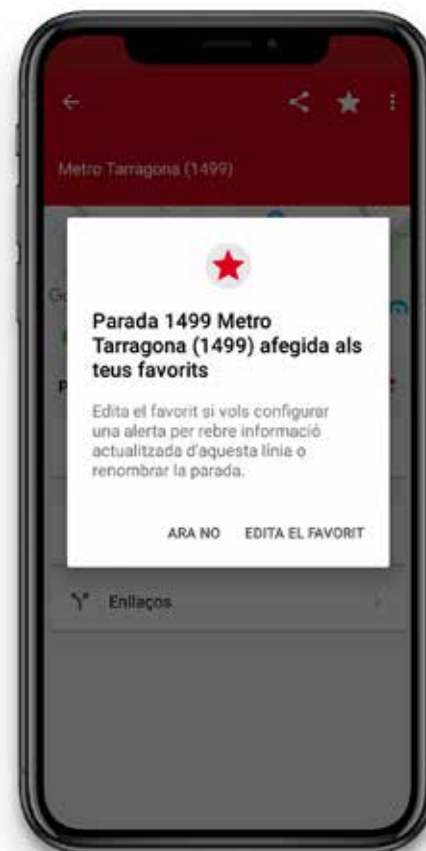 Metro Tarragona (1499)
Parada 1499 Metro
Tarragona (1499) afegida als
teus favorits
Edita el favorit si vols configurar
una alerta per rebre informació
actualitzada d'aquesta línia o
renombrar la parada.
ARA NO EDITA EL FAVORIT
Enllaços